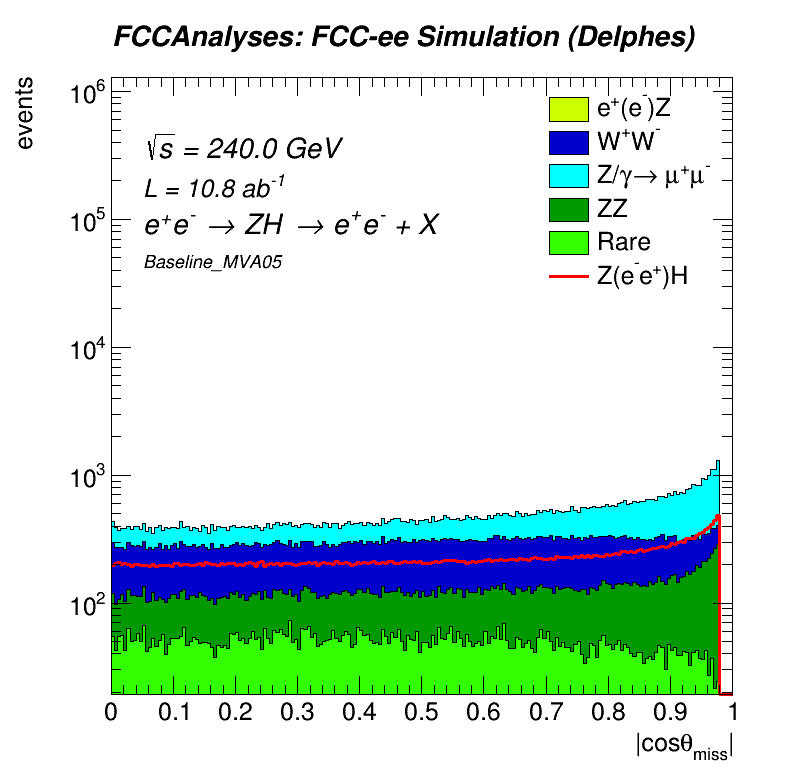 FCCAnalyses: FCC-ee Simulation (Delphes)
events
10⁶
10⁵
10⁴
10³
10²
√s = 240.0 GeV
L = 10.8 ab⁻¹
e⁺e⁻ → ZH → e⁺e⁻ + X
Baseline_MVA05
e⁺(e⁻)Z
W⁺W⁻
Z/γ→ μ⁺μ⁻
ZZ
Rare
Z(e⁻e⁺)H
0 0.1 0.2 0.3 0.4 0.5 0.6 0.7 0.8 0.9 1
|cosθ_miss|